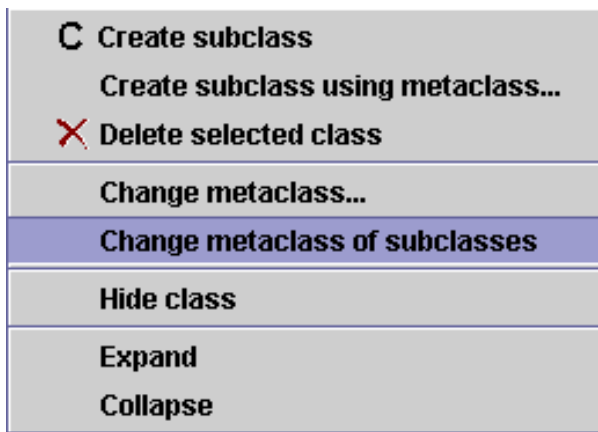 C Create subclass
Create subclass using metaclass...
Delete selected class
Change metaclass...
Change metaclass of subclasses
Hide class
Expand
Collapse